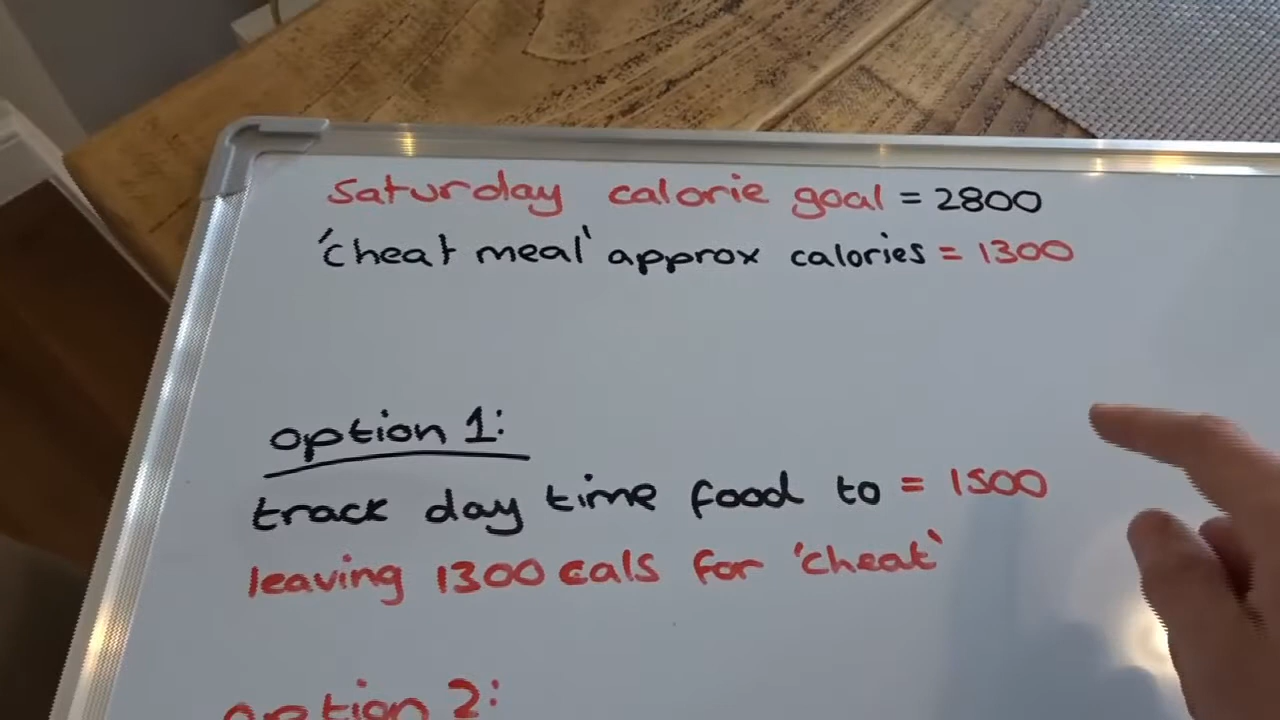 saturday calorie goal = 2800
'cheat meal' approx calories = 1300
option 1:
track day time food to = 1500
leaving 1300 cals for 'cheat'
option 2: